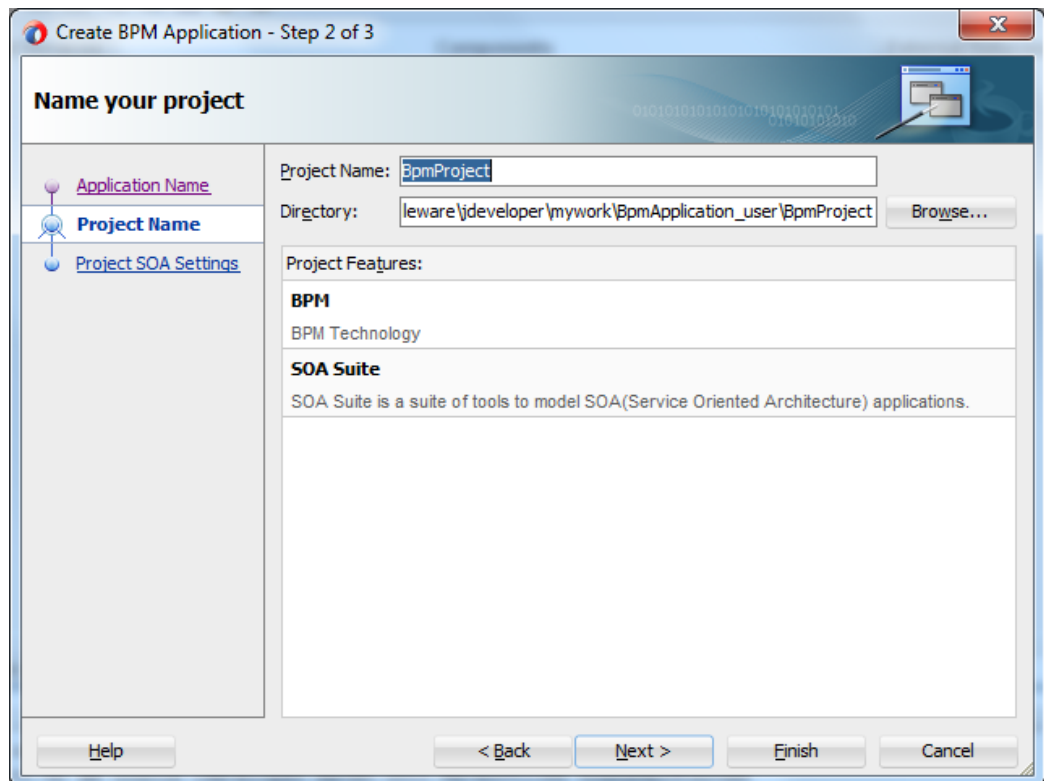 Create BPM Application - Step 2 of 3
Name your project
Application Name
Project Name
Project SOA Settings
Project Name: BpmProject
Directory: leware\jdeveloper\mywork\BpmApplication_user\BpmProject Browse...
Project Features:
BPM
BPM Technology
SOA Suite
SOA Suite is a suite of tools to model SOA(Service Oriented Architecture) applications.
Help < Back Next > Finish Cancel